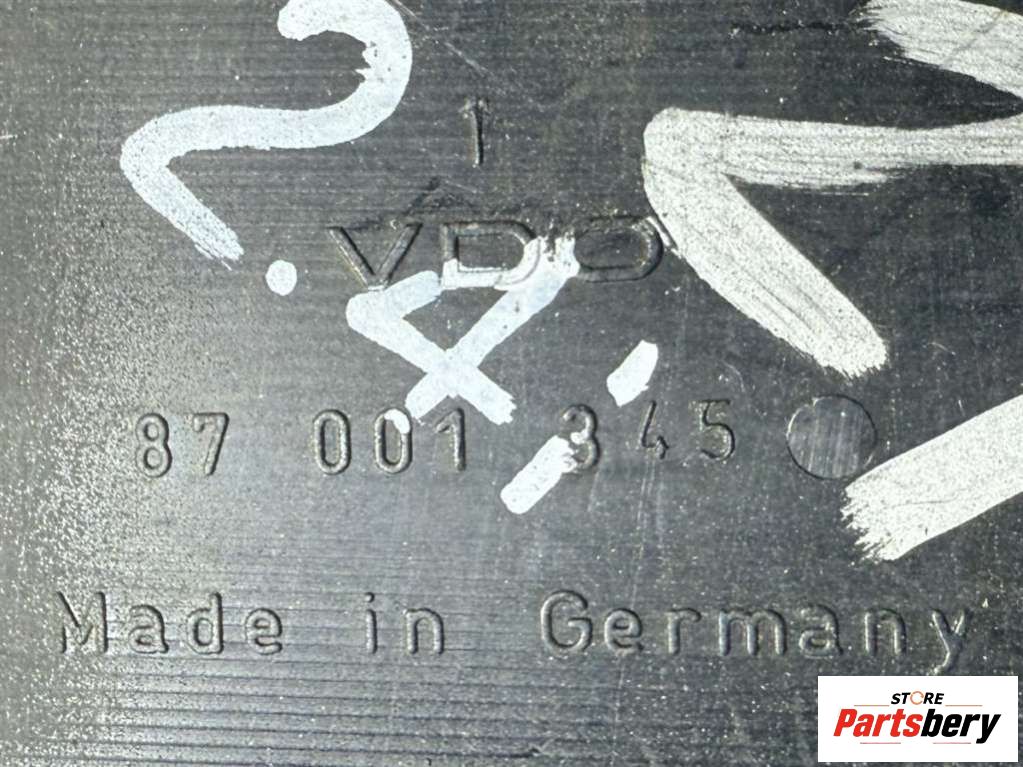 1
VDO
87 001 345
Made in Germany
STORE
Partsbery